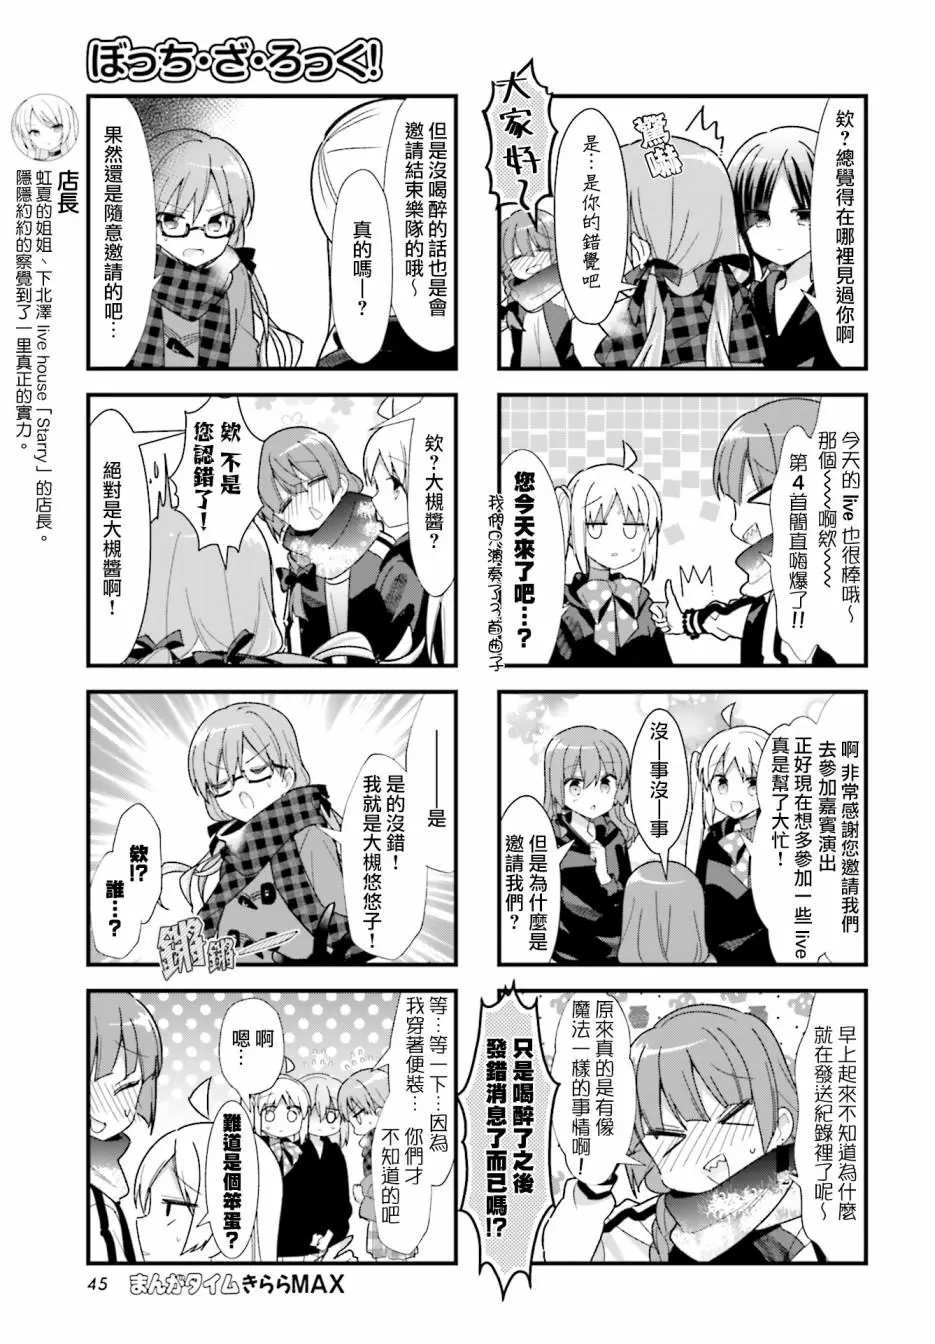 ぼっち・ざ・ろっく!
店長
虹夏的姐姐、下北澤 live house「Starry」的店長。
隱隱約約的察覺到了一里真正的實力。
欸?總覺得在哪裡見過你啊
驚嚇
是…是你的錯覺吧
大家好~
今天的 live 也很棒哦~
那個~~~啊欸~~~
第4首簡直嗨爆了!!
您今天來了吧…?
我們只演奏了3首曲子
啊 非常感謝您邀請我們
去參加嘉賓演出
正好現在想多參加一些 live
真是幫了大忙!
沒—事沒—事
但是為什麼是
邀請我們?
早上起來不知道為什麼
就在發送紀錄裡了呢~
原來真的是有像
魔法一樣的事情啊!
只是喝醉了之後
發錯消息了而已嗎!?
但是沒喝醉的話也是會
邀請結束樂隊的哦~
真的嗎—?
果然還是隨意邀請的吧…
欸?大槻醬?
欸 不是
您認錯了!
絕對是大槻醬啊!
——是
是的沒錯!
我就是大槻悠子!
欸!?
誰…?
鏘鏘—
等…等一下…因為
我穿著便裝…
你們才
不知道的吧
啊
嗯…
難道是個笨蛋?
45 まんがタイムきららMAX